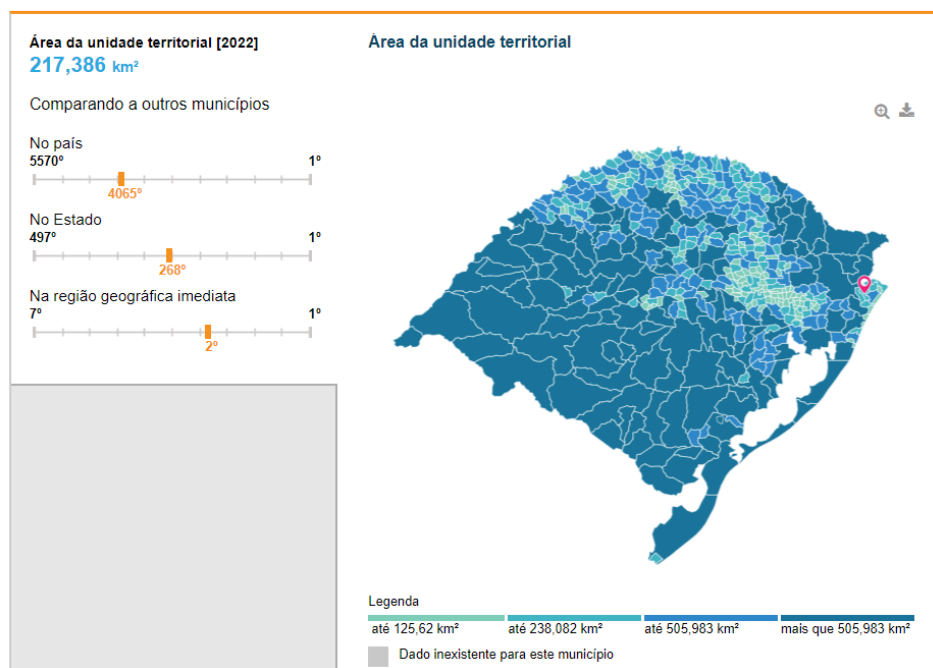 Área da unidade territorial [2022]
217,386 km²
Comparando a outros municípios
No país
5570º 1º
4065º
No Estado
497º 1º
268º
Na região geográfica imediata
7º 1º
2º
Área da unidade territorial
Legenda
até 125,62 km² até 238,082 km² até 505,983 km² mais que 505,983 km²
Dado inexistente para este município